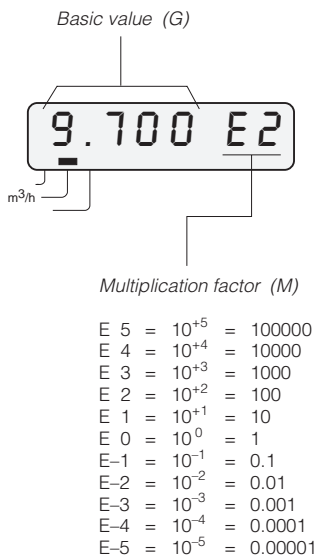 Basic value (G)
9.700 E2
m³/h
Multiplication factor (M)
E 5 = 10⁺⁵ = 100000
E 4 = 10⁺⁴ = 10000
E 3 = 10⁺³ = 1000
E 2 = 10⁺² = 100
E 1 = 10⁺¹ = 10
E 0 = 10⁰ = 1
E–1 = 10⁻¹ = 0.1
E–2 = 10⁻² = 0.01
E–3 = 10⁻³ = 0.001
E–4 = 10⁻⁴ = 0.0001
E–5 = 10⁻⁵ = 0.00001